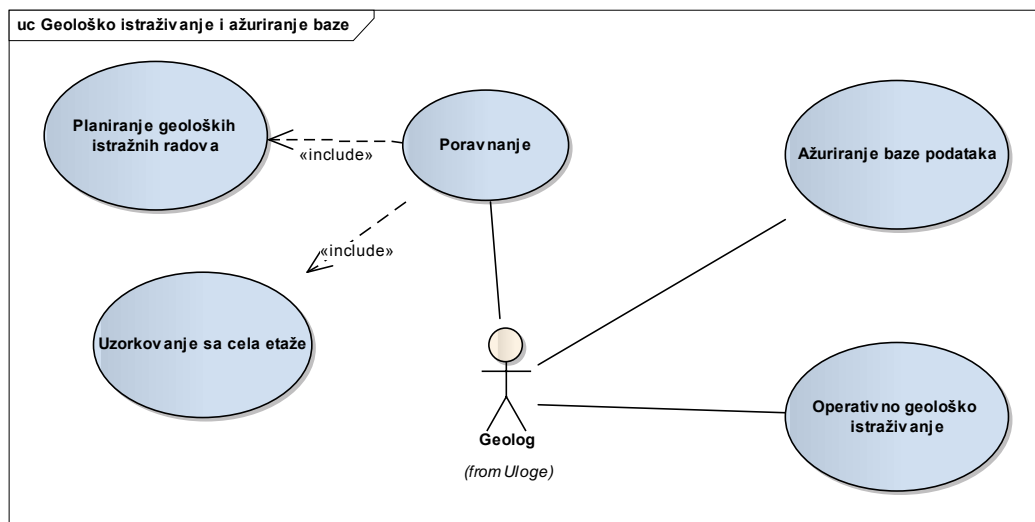 uc Geološko istraživanje i ažuriranje baze
Planiranje geoloških
istražnih radova
«include»
Poravnanje
Ažuriranje baze podataka
«include»
Uzorkovanje sa cela etaže
Operativno geološko
istraživanje
Geolog
(from Uloge)